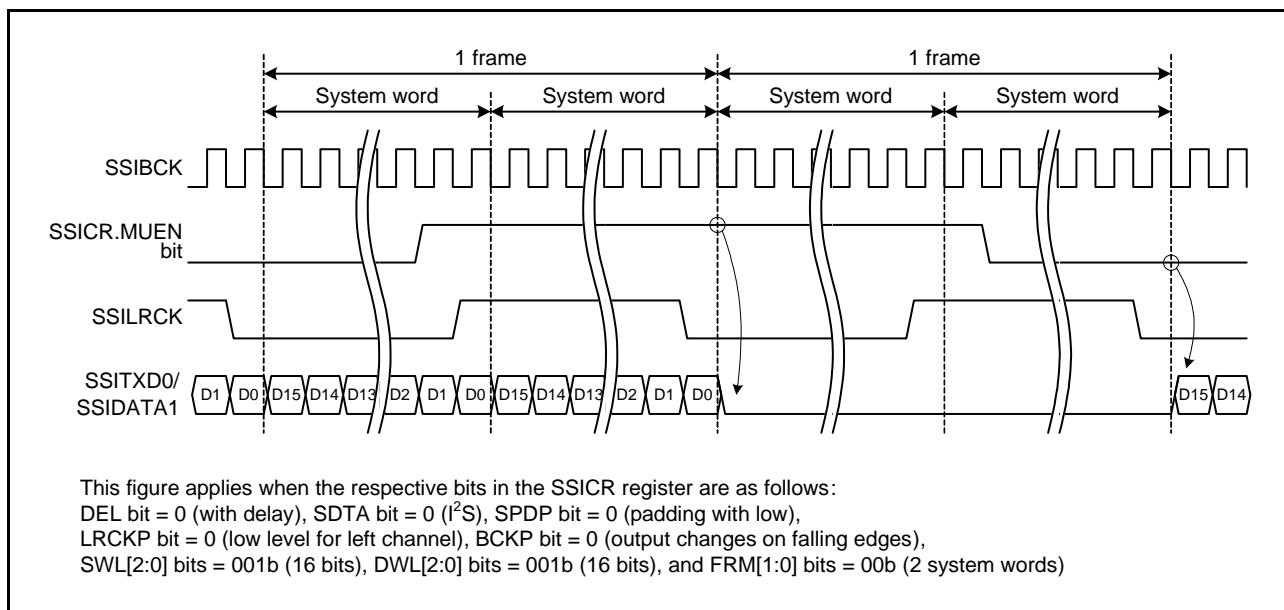 1 frame 1 frame
System word System word System word System word
SSIBCK
SSICR.MUEN
bit
SSILRCK
SSITXD0/
SSIDATA1
D1 D0 D15 D14 D13 D2 D1 D0 D15 D14 D13 D2 D1 D0 D15 D14
This figure applies when the respective bits in the SSICR register are as follows:
DEL bit = 0 (with delay), SDTA bit = 0 (I²S), SPDP bit = 0 (padding with low),
LRCKP bit = 0 (low level for left channel), BCKP bit = 0 (output changes on falling edges),
SWL[2:0] bits = 001b (16 bits), DWL[2:0] bits = 001b (16 bits), and FRM[1:0] bits = 00b (2 system words)